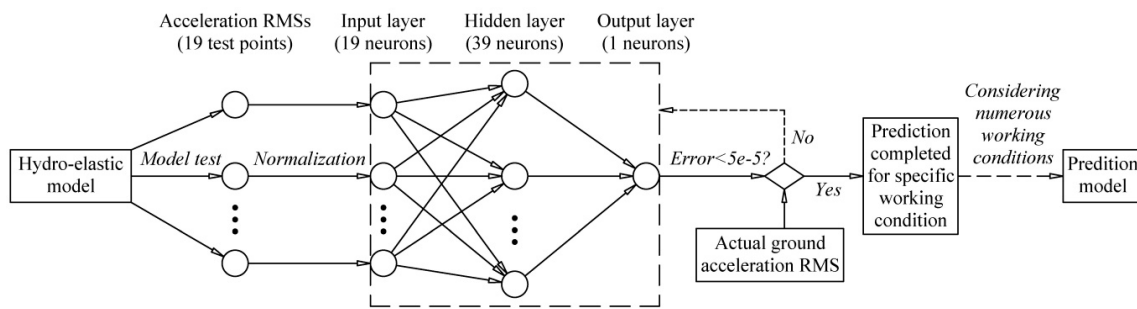 Acceleration RMSs
(19 test points)
Input layer
(19 neurons)
Hidden layer
(39 neurons)
Output layer
(1 neurons)
Hydro-elastic
model
Model test
Normalization
Error<5e-5?
No
Yes
Actual ground
acceleration RMS
Prediction
completed
for specific
working
condition
Considering
numerous
working
conditions
Predition
model